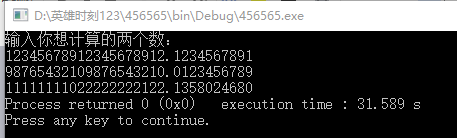 D:\英雄时刻123\456565\bin\Debug\456565.exe
输入你想计算的两个数:
12345678912345678912.1234567891
98765432109876543210.0123456789
111111111022222222122.1358024680
Process returned 0 (0x0)   execution time : 31.589 s
Press any key to continue.